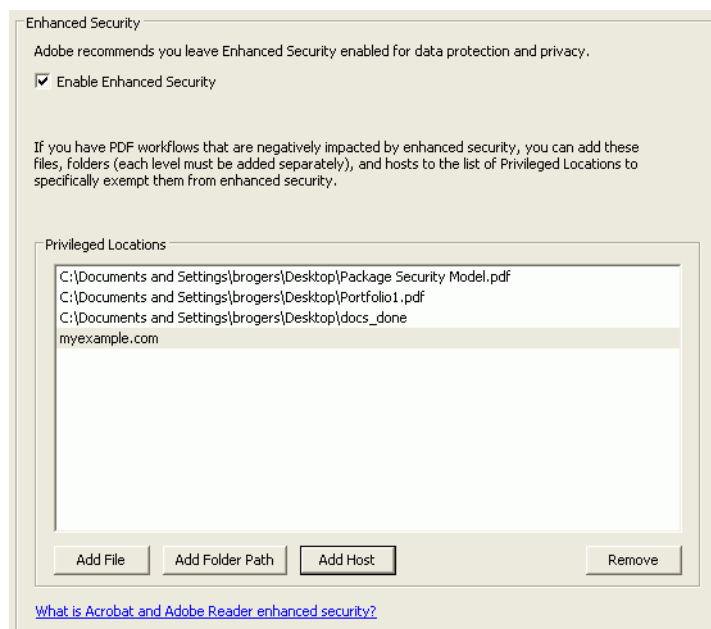 Enhanced Security
Adobe recommends you leave Enhanced Security enabled for data protection and privacy.
Enable Enhanced Security
If you have PDF workflows that are negatively impacted by enhanced security, you can add these
files, folders (each level must be added separately), and hosts to the list of Privileged Locations to
specifically exempt them from enhanced security.
Privileged Locations
C:\Documents and Settings\brogers\Desktop\Package Security Model.pdf
C:\Documents and Settings\brogers\Desktop\Portfolio1.pdf
C:\Documents and Settings\brogers\Desktop\docs_done
myexample.com
Add File Add Folder Path Add Host Remove
What is Acrobat and Adobe Reader enhanced security?